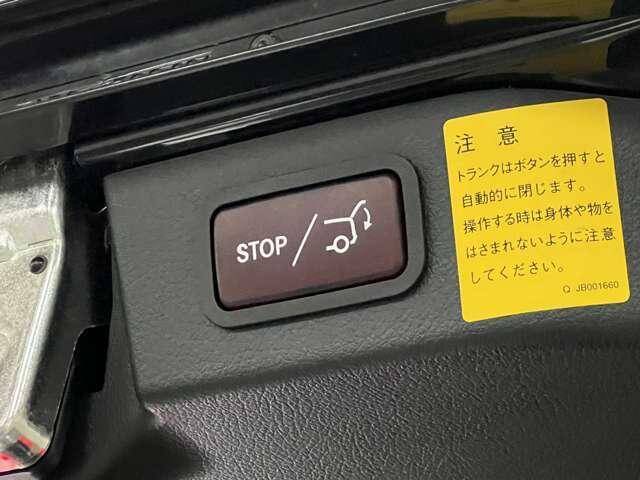 STOP /
注意
トランクはボタンを押すと
自動的に閉じます。
操作する時は身体や物を
はさまれないように注意
してください。
Q JB001660